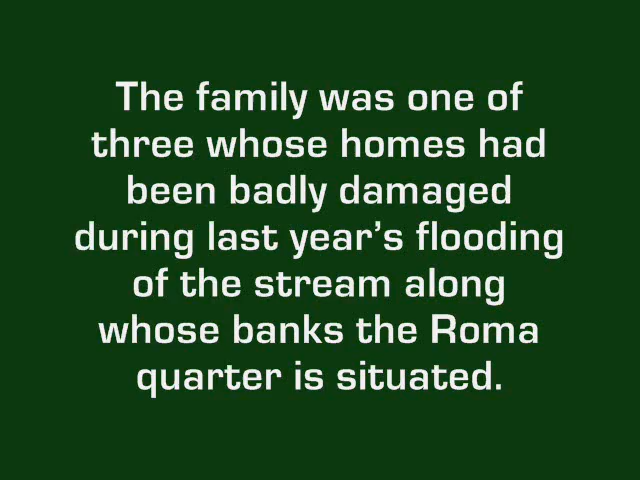 The family was one of
three whose homes had
been badly damaged
during last year’s flooding
of the stream along
whose banks the Roma
quarter is situated.